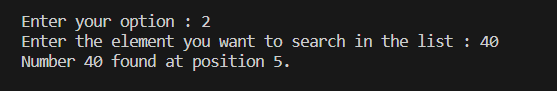 Enter your option : 2
Enter the element you want to search in the list : 40
Number 40 found at position 5.